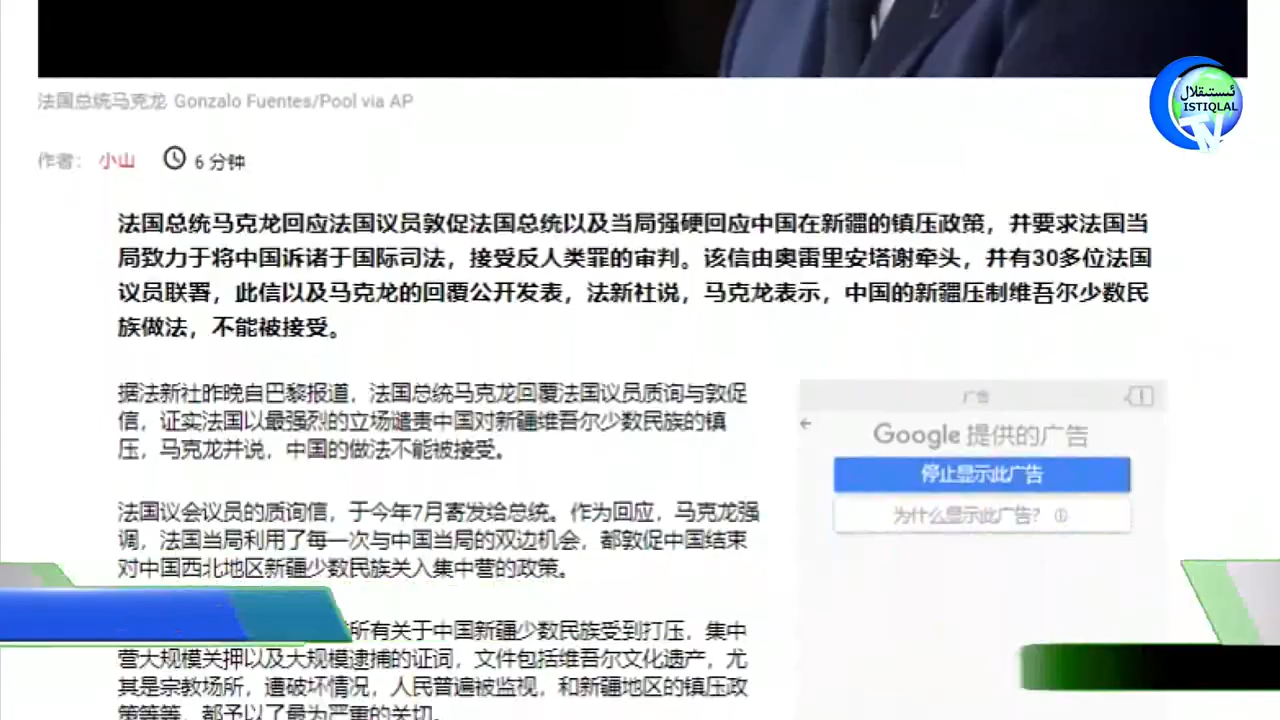 法国总统马克龙 Gonzalo Fuentes/Pool via AP
ئىستىقلال
ISTIQLAL
TV
作者： 小山 6 分钟
法国总统马克龙回应法国议员敦促法国总统以及当局强硬回应中国在新疆的镇压政策，并要求法国当
局致力于将中国诉诸于国际司法，接受反人类罪的审判。该信由奥雷里安塔谢牵头，并有30多位法国
议员联署，此信以及马克龙的回覆公开发表，法新社说，马克龙表示，中国的新疆压制维吾尔少数民
族做法，不能被接受。
据法新社昨晚自巴黎报道，法国总统马克龙回覆法国议员质询与敦促
信，证实法国以最强烈的立场谴责中国对新疆维吾尔少数民族的镇
压，马克龙并说，中国的做法不能被接受。
广告
Google 提供的广告
停止显示此广告
为什么显示此广告？
法国议会议员的质询信，于今年7月寄发给总统。作为回应，马克龙强
调，法国当局利用了每一次与中国当局的双边机会，都敦促中国结束
对中国西北地区新疆少数民族关入集中营的政策。
所有关于中国新疆少数民族受到打压，集中
营大规模关押以及大规模逮捕的证词，文件包括维吾尔文化遗产，尤
其是宗教场所，遭破坏情况，人民普遍被监视，和新疆地区的镇压政
策等等，都予以了最为严重的关切。